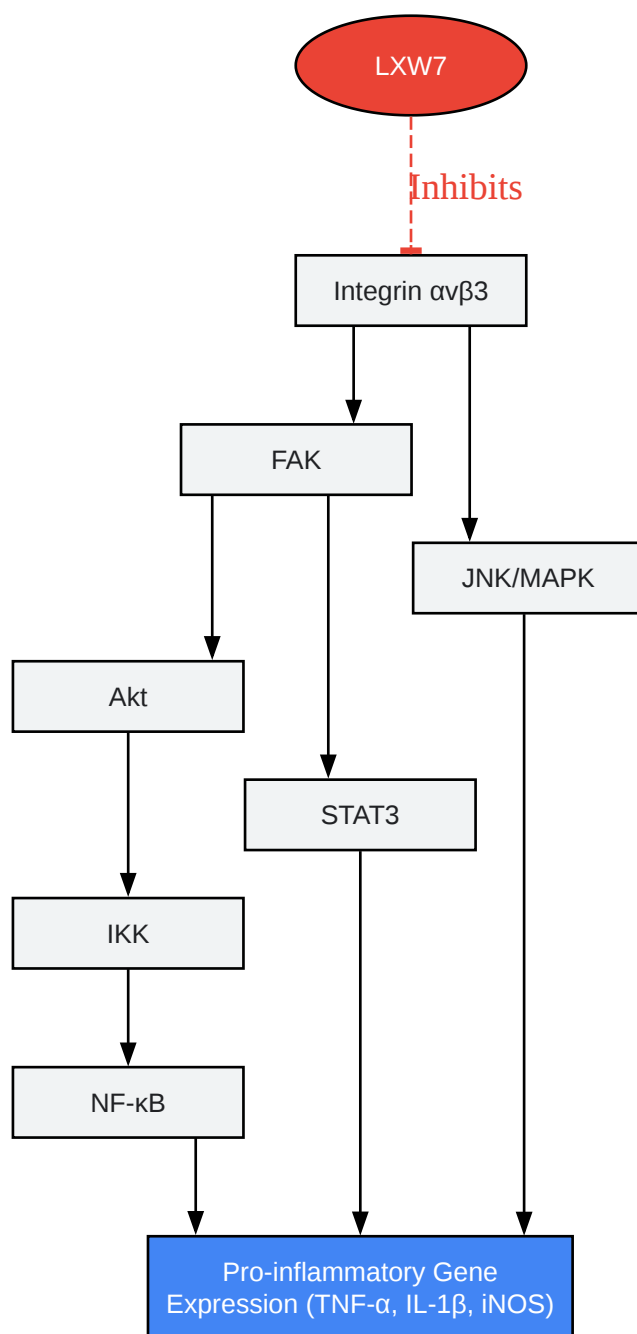 LXW7
Inhibits
Integrin αvβ3
FAK
JNK/MAPK
Akt
STAT3
IKK
NF-κB
Pro-inflammatory Gene
Expression (TNF-α, IL-1β, iNOS)